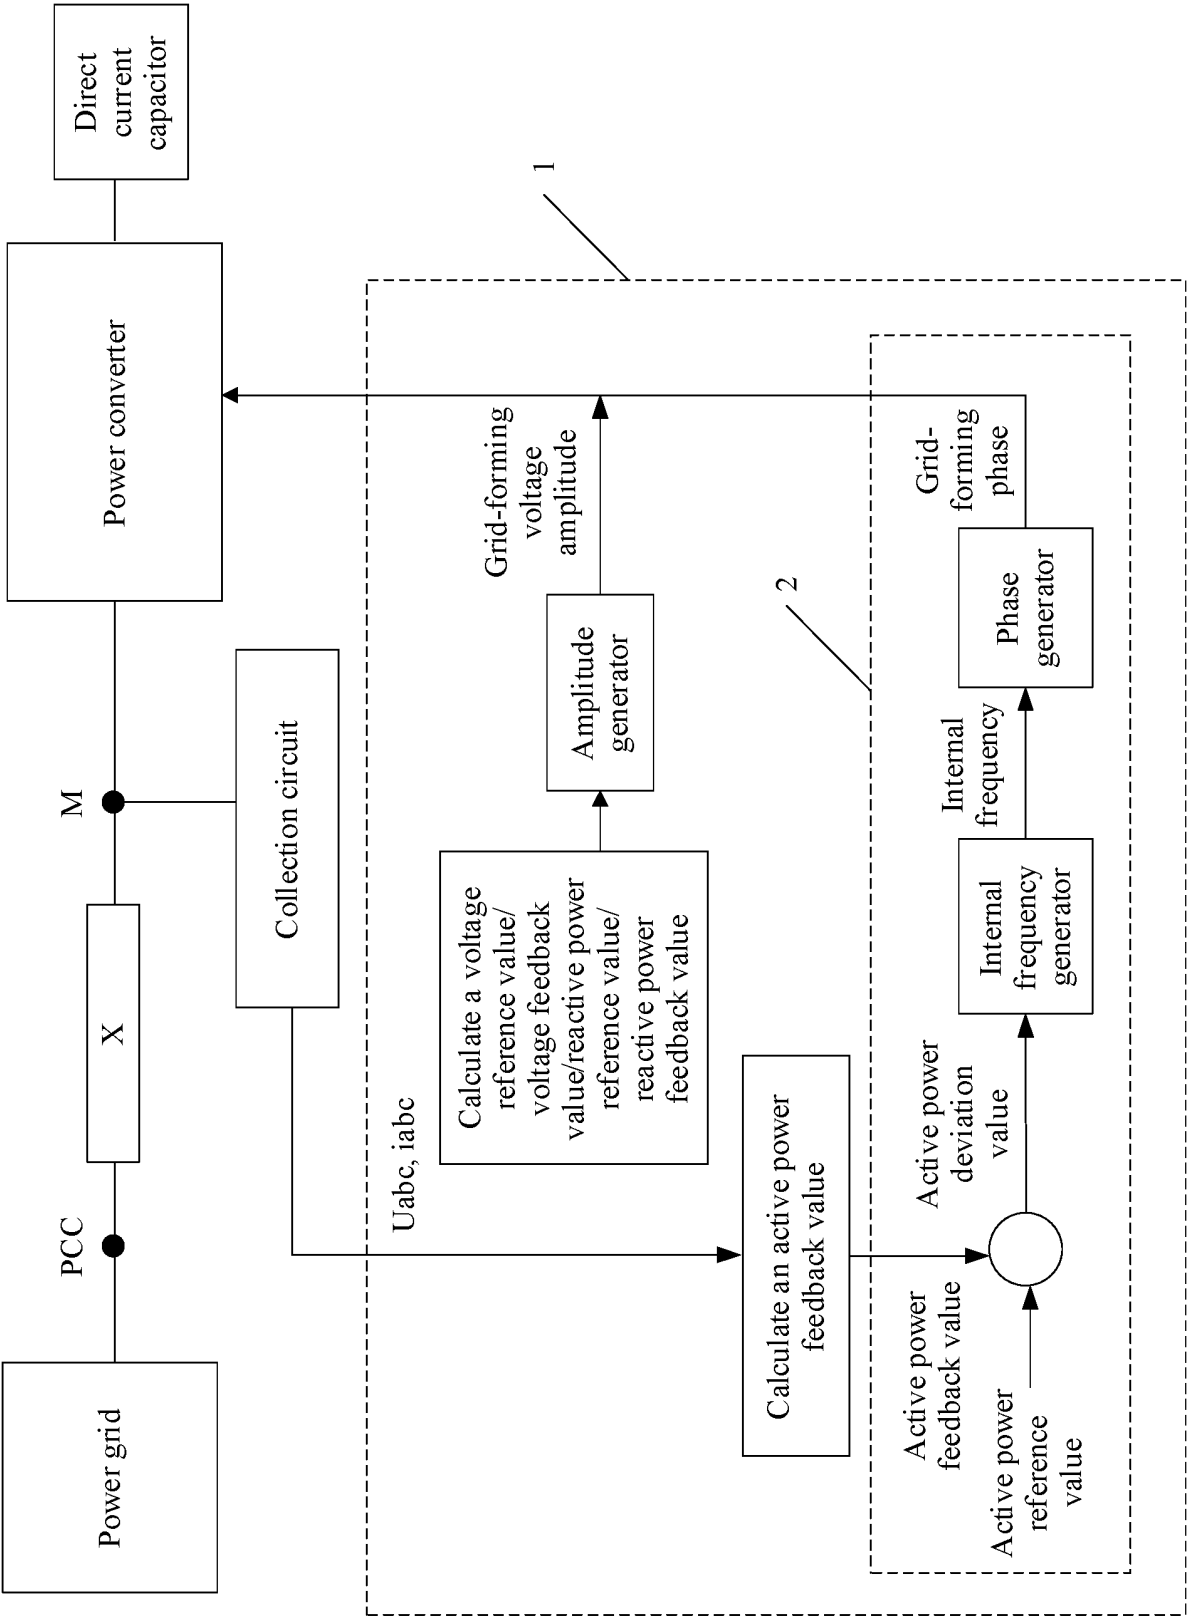 Power grid
PCC
X
M
Power converter
Direct
current
capacitor
Collection circuit
1
Uabc, iabc
Calculate a voltage
reference value/
voltage feedback
value/reactive power
reference value/
reactive power
feedback value
Amplitude
generator
Grid-forming
voltage
amplitude
Calculate an active power
feedback value
2
Active power
feedback value
Active power
reference
value
Active power
deviation
value
Internal
frequency
generator
Internal
frequency
Phase
generator
Grid-
forming
phase